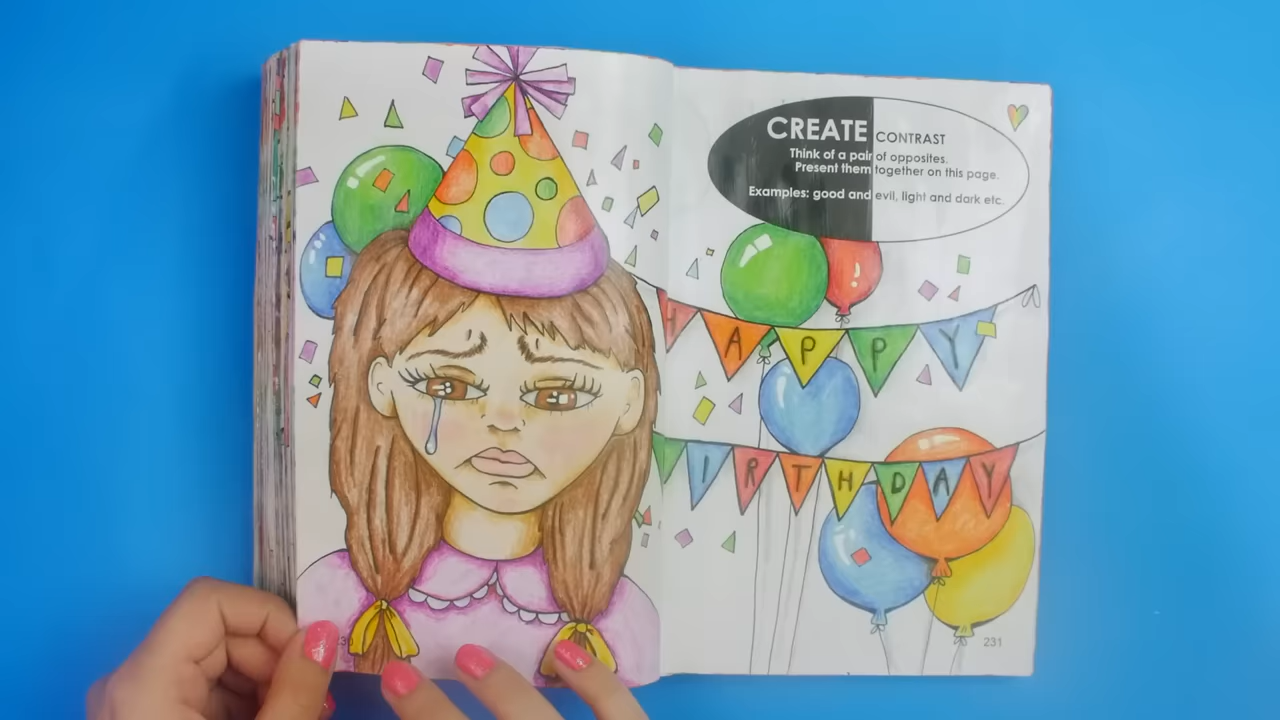 CREATE CONTRAST
Think of a pair of opposites.
Present them together on this page.
Examples: good and evil, light and dark etc.
HAPPY
BIRTHDAY
231